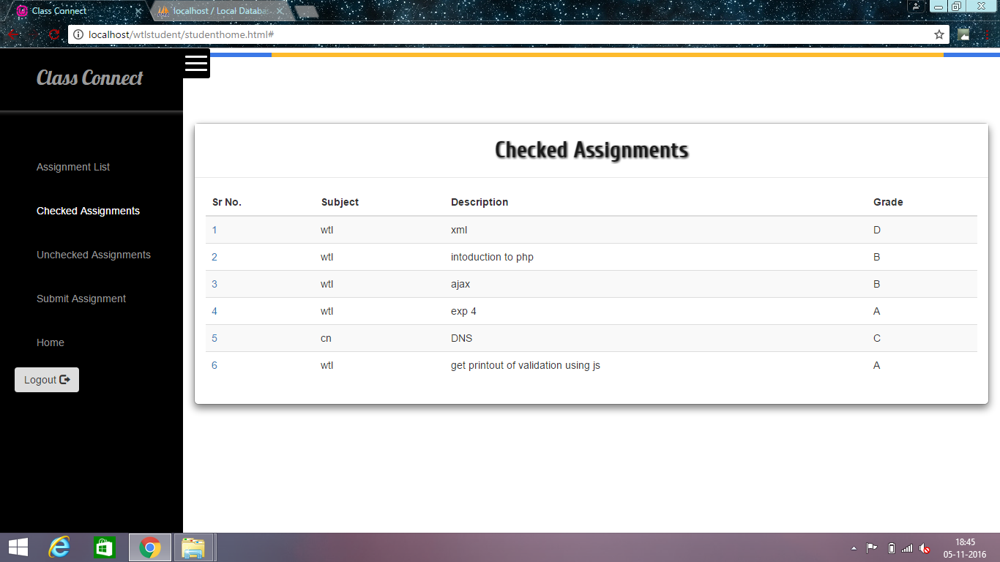 Class Connect
localhost / Local Databas
localhost/wtlstudent/studenthome.html#
Class Connect
Assignment List
Checked Assignments
Unchecked Assignments
Submit Assignment
Home
Logout
Checked Assignments
Sr No. Subject Description Grade
1 wtl xml D
2 wtl intoduction to php B
3 wtl ajax B
4 wtl exp 4 A
5 cn DNS C
6 wtl get printout of validation using js A
18:45
05-11-2016